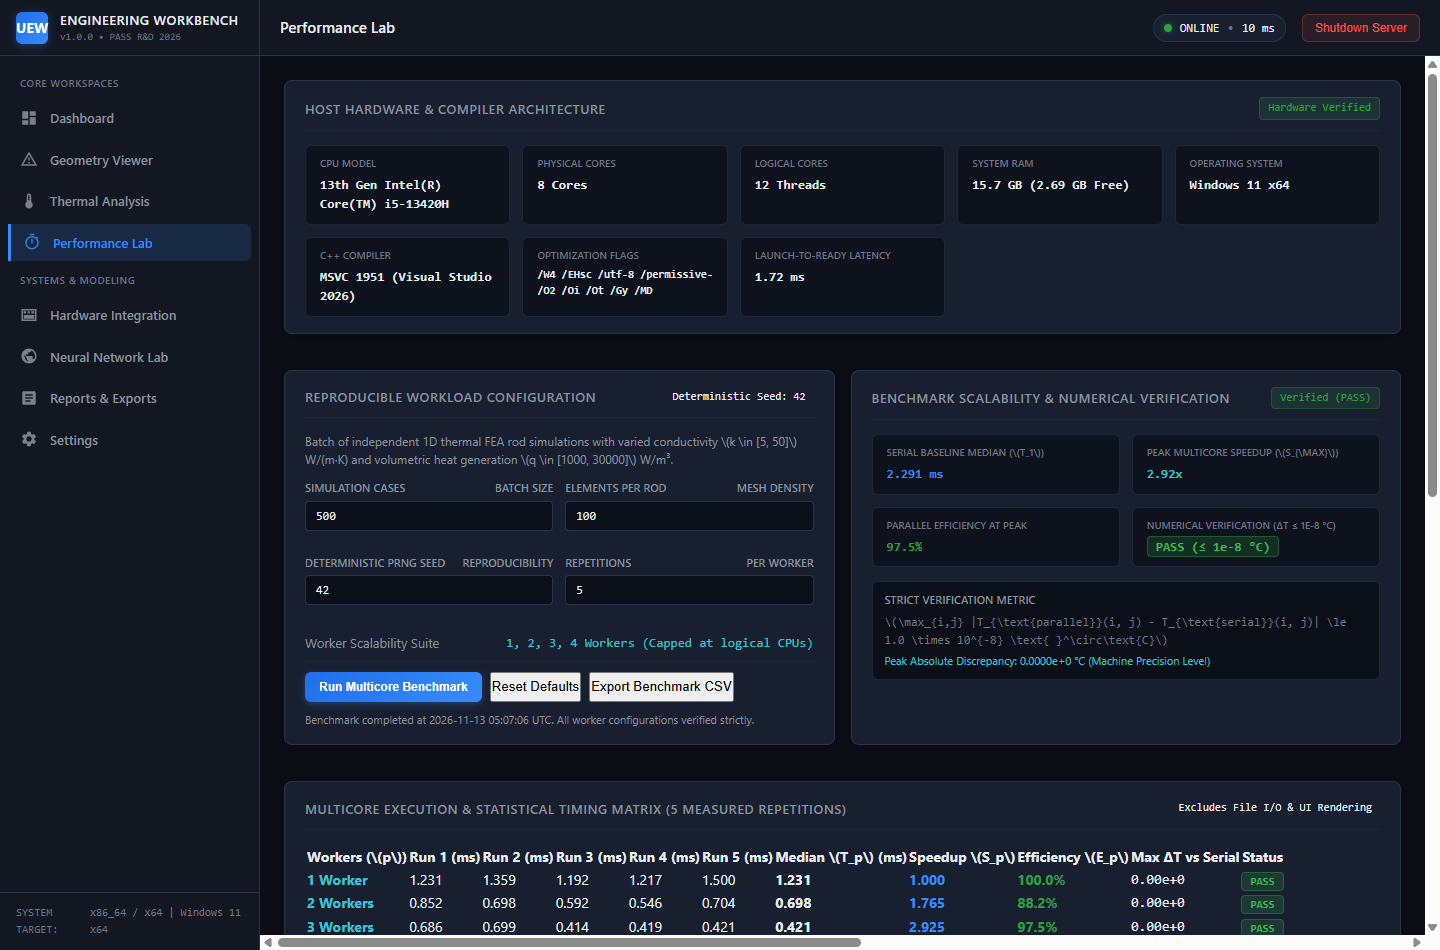 UEW
ENGINEERING WORKBENCH
v1.0.0 • PASS R&D 2026
Performance Lab
ONLINE • 10 ms
Shutdown Server
CORE WORKSPACES
Dashboard
Geometry Viewer
Thermal Analysis
Performance Lab
SYSTEMS & MODELING
Hardware Integration
Neural Network Lab
Reports & Exports
Settings
SYSTEM TARGET:
x86_64 / x64 | Windows 11 x64
HOST HARDWARE & COMPILER ARCHITECTURE
Hardware Verified
CPU MODEL
13th Gen Intel(R)
Core(TM) i5-13420H
PHYSICAL CORES
8 Cores
LOGICAL CORES
12 Threads
SYSTEM RAM
15.7 GB (2.69 GB Free)
OPERATING SYSTEM
Windows 11 x64
C++ COMPILER
MSVC 1951 (Visual Studio
2026)
OPTIMIZATION FLAGS
/W4 /EHsc /utf-8 /permissive-
/O2 /Oi /Ot /Gy /MD
LAUNCH-TO-READY LATENCY
1.72 ms
REPRODUCIBLE WORKLOAD CONFIGURATION
Deterministic Seed: 42
Batch of independent 1D thermal FEA rod simulations with varied conductivity \(k \in [5, 50]\)
W/(m·K) and volumetric heat generation \(q \in [1000, 30000]\) W/m³.
SIMULATION CASES BATCH SIZE
500
ELEMENTS PER ROD MESH DENSITY
100
DETERMINISTIC PRNG SEED REPRODUCIBILITY
42
REPETITIONS PER WORKER
5
Worker Scalability Suite
1, 2, 3, 4 Workers (Capped at logical CPUs)
Run Multicore Benchmark
Reset Defaults
Export Benchmark CSV
Benchmark completed at 2026-11-13 05:07:06 UTC. All worker configurations verified strictly.
BENCHMARK SCALABILITY & NUMERICAL VERIFICATION
Verified (PASS)
SERIAL BASELINE MEDIAN (\(T_1\))
2.291 ms
PEAK MULTICORE SPEEDUP (\(S_{\MAX}\))
2.92x
PARALLEL EFFICIENCY AT PEAK
97.5%
NUMERICAL VERIFICATION (ΔT ≤ 1E-8 °C)
PASS (≤ 1e-8 °C)
STRICT VERIFICATION METRIC
\(\max_{i,j} |T_{\text{parallel}}(i, j) - T_{\text{serial}}(i, j)| \le
1.0 \times 10^{-8} \text{ }^\circ\text{C}\)
Peak Absolute Discrepancy: 0.0000e+0 °C (Machine Precision Level)
MULTICORE EXECUTION & STATISTICAL TIMING MATRIX (5 MEASURED REPETITIONS)
Excludes File I/O & UI Rendering
Workers (\(p\)) Run 1 (ms) Run 2 (ms) Run 3 (ms) Run 4 (ms) Run 5 (ms) Median \(T_p\) (ms) Speedup \(S_p\) Efficiency \(E_p\) Max ΔT vs Serial Status
1 Worker 1.231 1.359 1.192 1.217 1.500 1.231 1.000 100.0% 0.00e+0 PASS
2 Workers 0.852 0.698 0.592 0.546 0.704 0.698 1.765 88.2% 0.00e+0 PASS
3 Workers 0.686 0.699 0.414 0.419 0.421 0.421 2.925 97.5% 0.00e+0 PASS